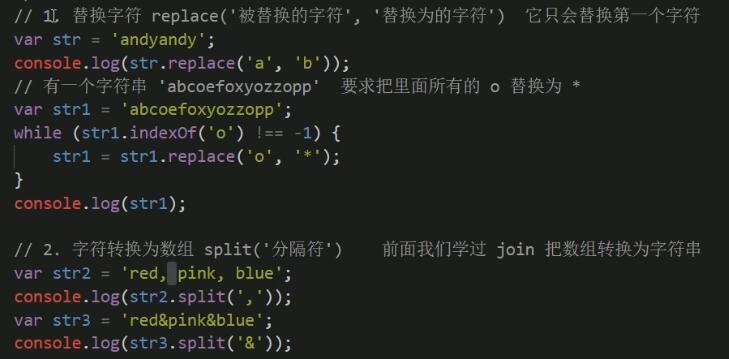 // 1. 替换字符 replace('被替换的字符', '替换为的字符')  它只会替换第一个字符
var str = 'andyandy';
console.log(str.replace('a', 'b'));
// 有一个字符串 'abcoefoxyozzopp'  要求把里面所有的 o 替换为 *
var str1 = 'abcoefoxyozzopp';
while (str1.indexOf('o') !== -1) {
    str1 = str1.replace('o', '*');
}
console.log(str1);
// 2. 字符转换为数组 split('分隔符')    前面我们学过 join 把数组转换为字符串
var str2 = 'red, pink, blue';
console.log(str2.split(','));
var str3 = 'red&pink&blue';
console.log(str3.split('&'));